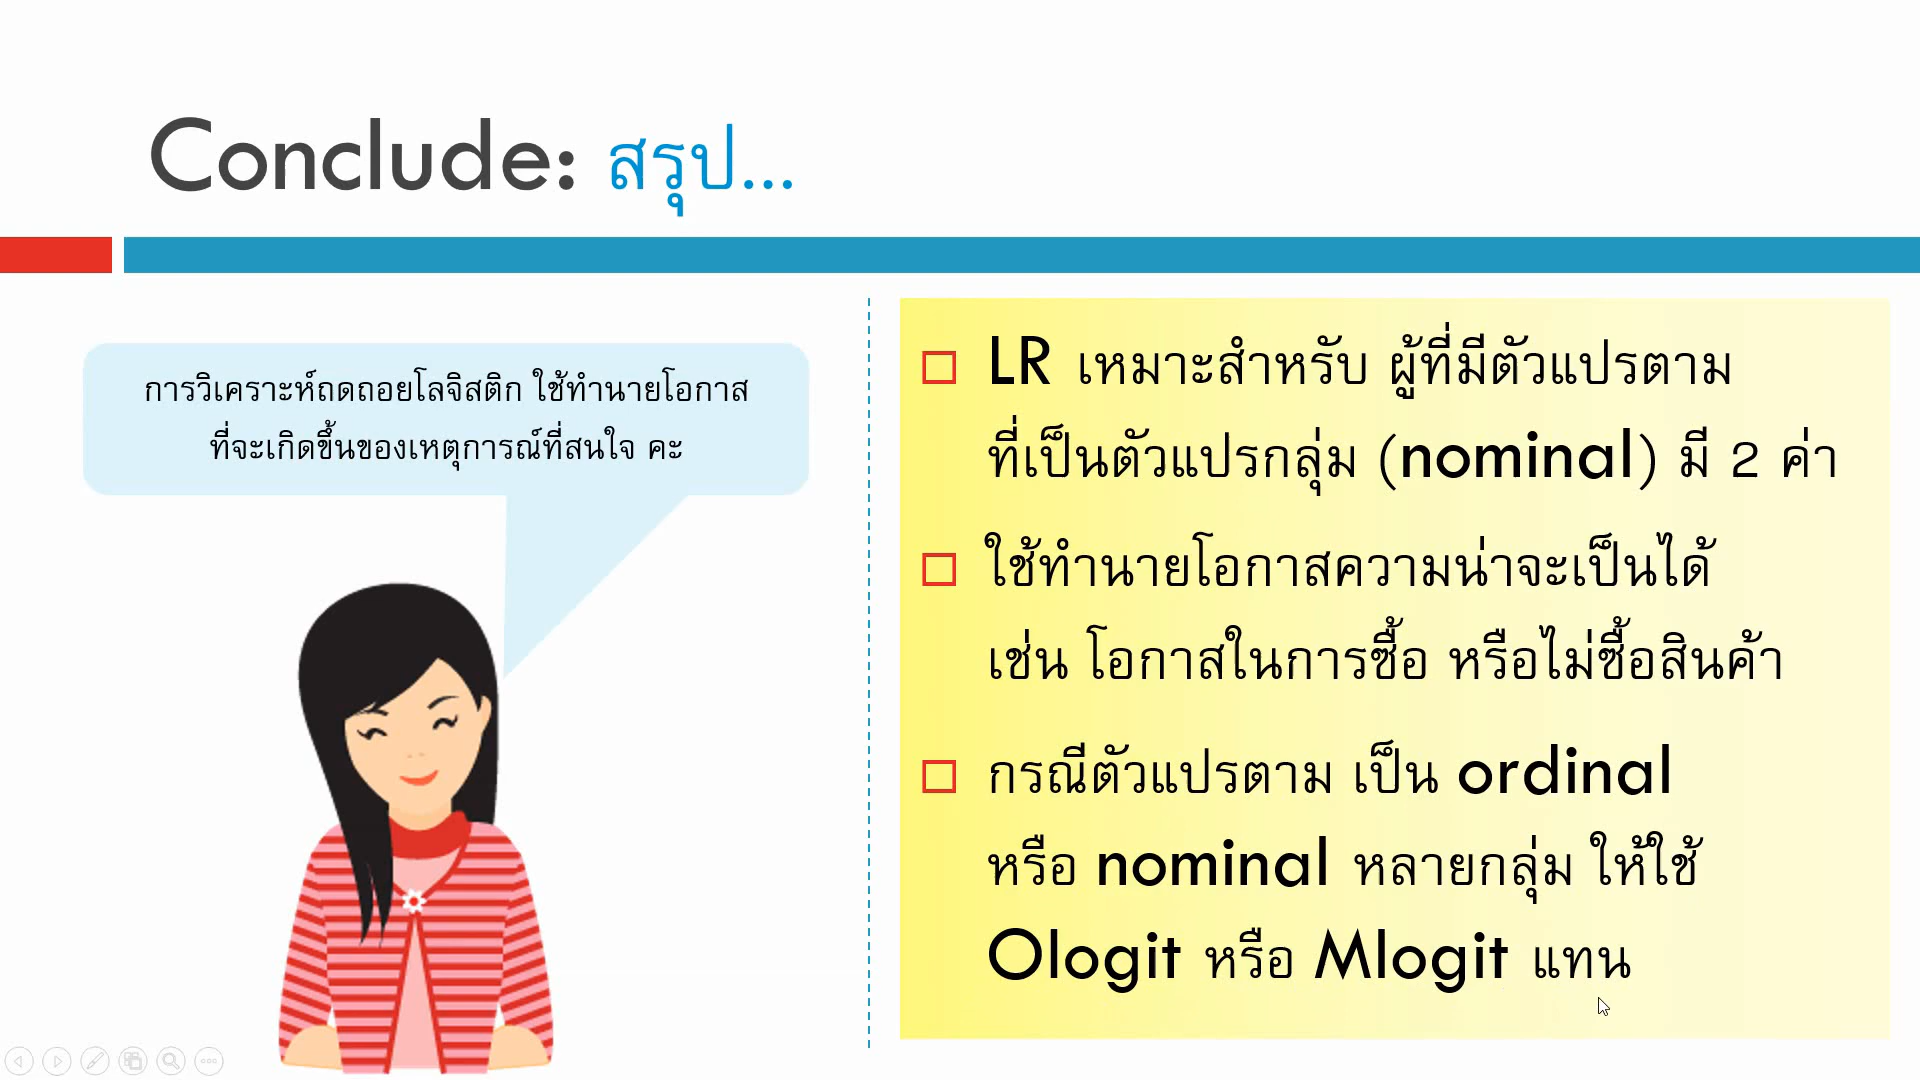 Conclude: สรุป...
การวิเคราะห์ถดถอยโลจิสติก ใช้ทำนายโอกาส
ที่จะเกิดขึ้นของเหตุการณ์ที่สนใจ คะ
LR เหมาะสำหรับ ผู้ที่มีตัวแปรตาม
ที่เป็นตัวแปรกลุ่ม (nominal) มี 2 ค่า
ใช้ทำนายโอกาสความน่าจะเป็นได้
เช่น โอกาสในการซื้อ หรือไม่ซื้อสินค้า
กรณีตัวแปรตาม เป็น ordinal
หรือ nominal หลายกลุ่ม ให้ใช้
Ologit หรือ Mlogit แทน